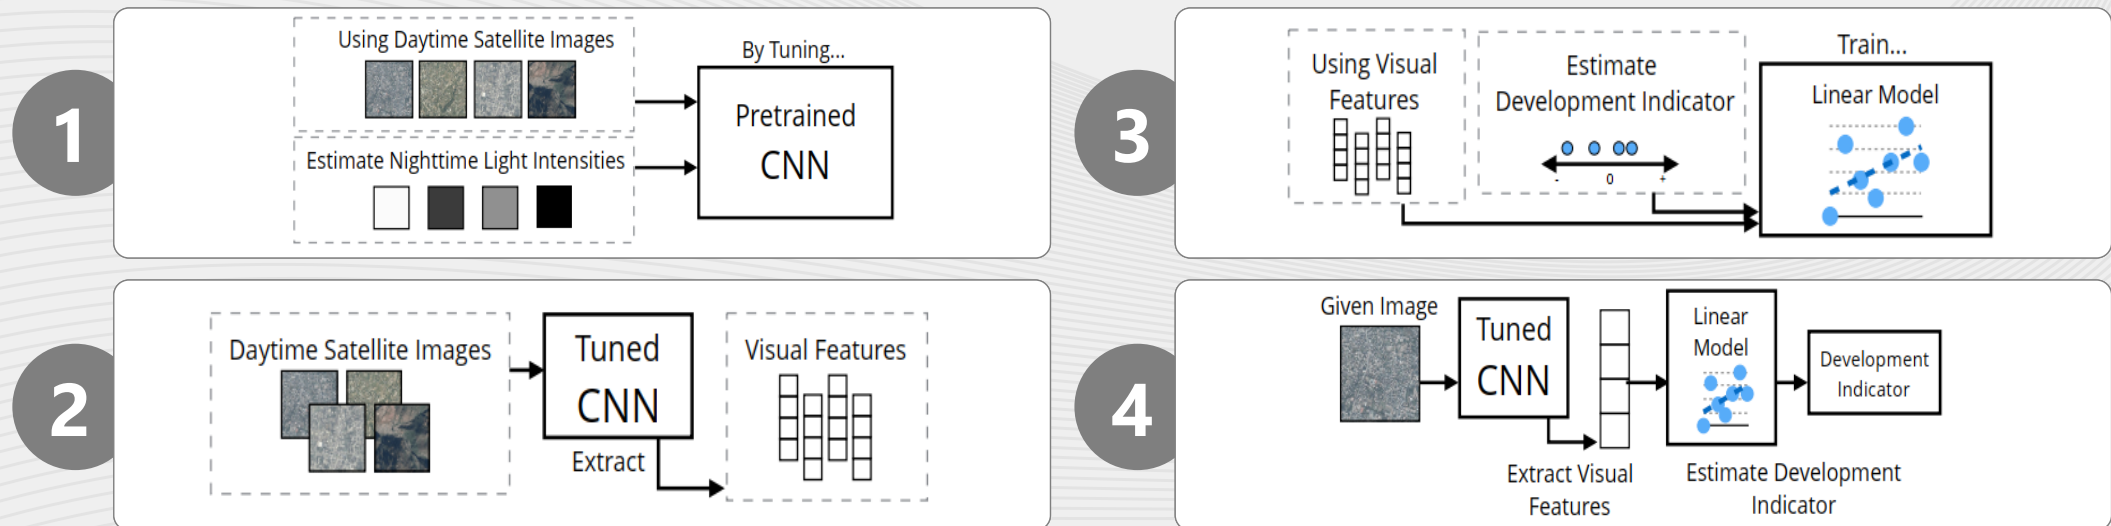 1
Using Daytime Satellite Images
Estimate Nighttime Light Intensities
By Tuning...
Pretrained
CNN
2
Daytime Satellite Images
Tuned
CNN
Extract
Visual Features
3
Using Visual
Features
Estimate
Development Indicator
- 0 +
Train...
Linear Model
4
Given Image
Tuned
CNN
Extract Visual
Features
Linear
Model
Estimate Development
Indicator
Development
Indicator